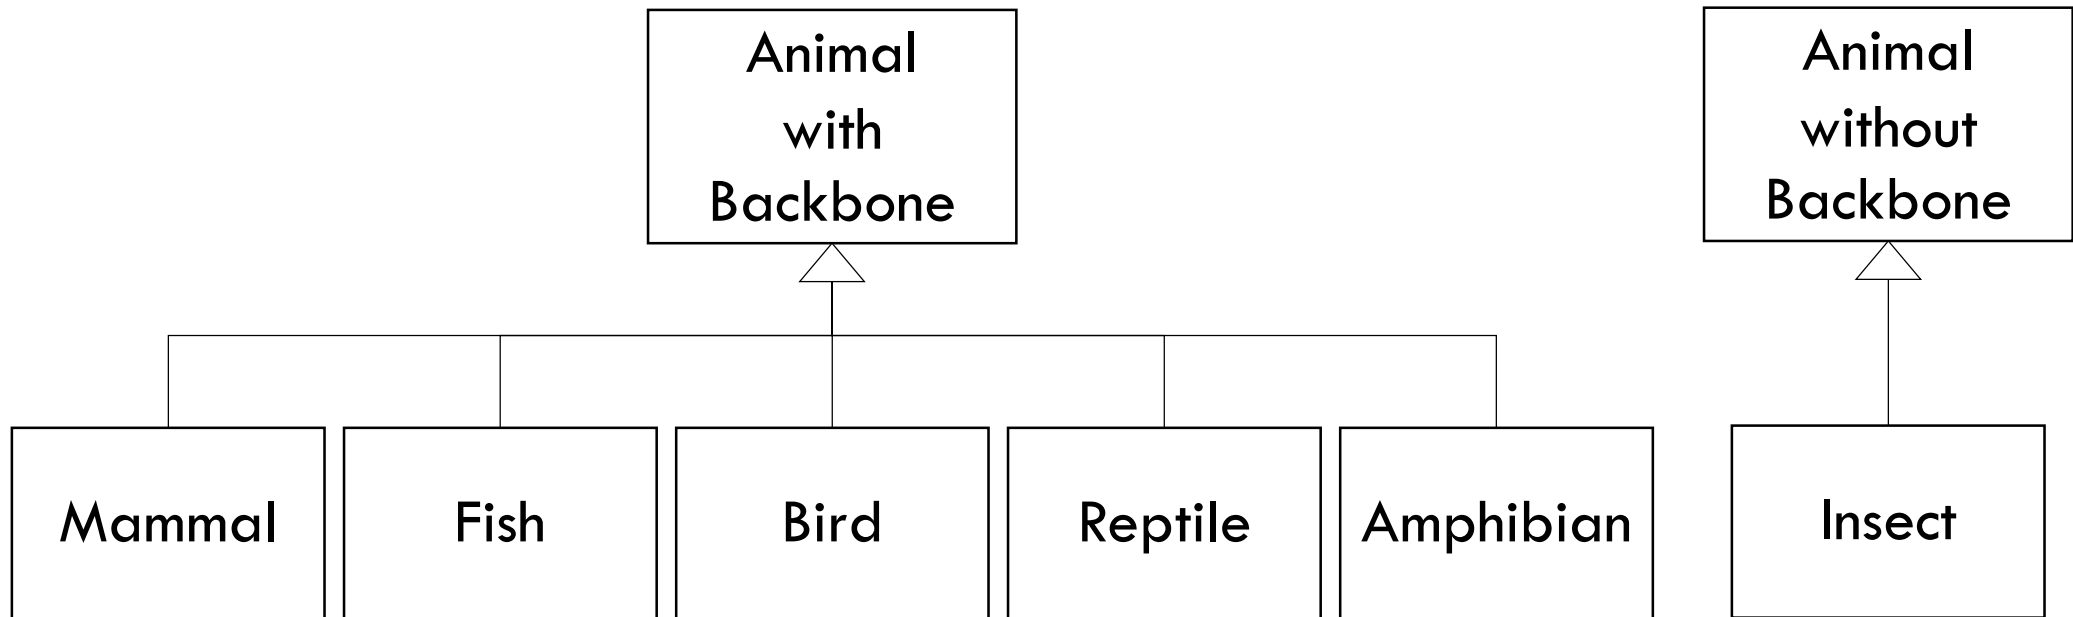 Animal
with
Backbone
Animal
without
Backbone
Mammal
Fish
Bird
Reptile
Amphibian
Insect